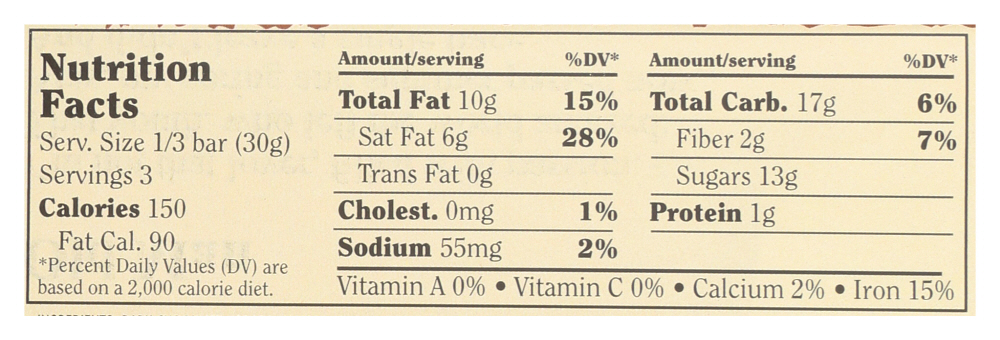 Nutrition
Facts
Serv. Size 1/3 bar (30g)
Servings 3
Calories 150
Fat Cal. 90
*Percent Daily Values (DV) are
based on a 2,000 calorie diet.
Amount/serving %DV*
Total Fat 10g 15%
Sat Fat 6g 28%
Trans Fat 0g
Cholest. 0mg 1%
Sodium 55mg 2%
Amount/serving %DV*
Total Carb. 17g 6%
Fiber 2g 7%
Sugars 13g
Protein 1g
Vitamin A 0% • Vitamin C 0% • Calcium 2% • Iron 15%